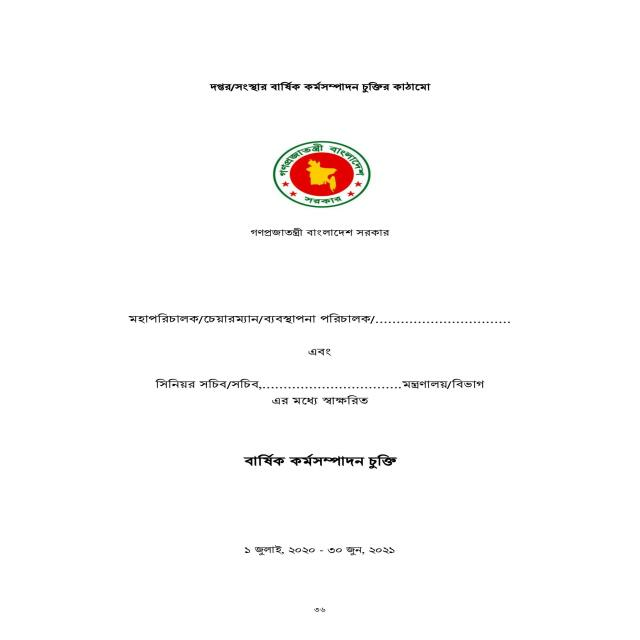 দপ্তর/সংস্থার বার্ষিক কর্মসম্পাদন চুক্তির কাঠামো
গণপ্রজাতন্ত্রী বাংলাদেশ
সরকার
গণপ্রজাতন্ত্রী বাংলাদেশ সরকার
মহাপরিচালক/চেয়ারম্যান/ব্যবস্থাপনা পরিচালক/................................
এবং
সিনিয়র সচিব/সচিব,.................................মন্ত্রণালয়/বিভাগ
এর মধ্যে স্বাক্ষরিত
বার্ষিক কর্মসম্পাদন চুক্তি
১ জুলাই, ২০২০ - ৩০ জুন, ২০২১
৩৬